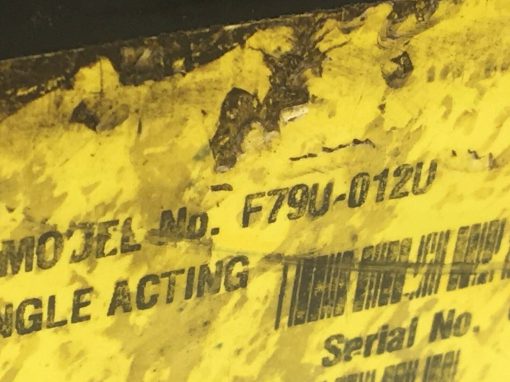 MODEL No. F79U-012U
NGLE ACTING
Serial No.